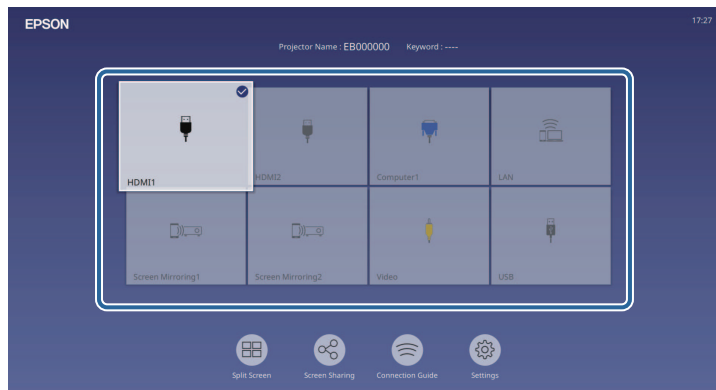 EPSON
17:27
Projector Name : EB000000 Keyword : ----
HDMI1
HDMI2
Computer1
LAN
Screen Mirroring1
Screen Mirroring2
Video
USB
Split Screen
Screen Sharing
Connection Guide
Settings